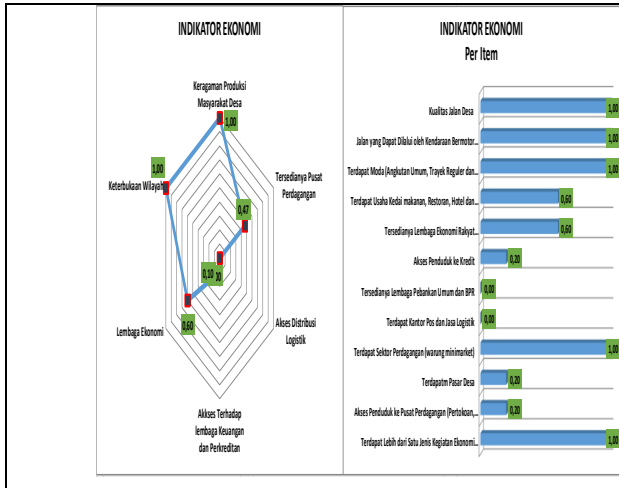 INDIKATOR EKONOMI
Keragaman Produksi
Masyarakat Desa
1,00
Tersedianya Pusat
Perdagangan
0,47
Akses Distribusi
Logistik
Akkses Terhadap
lembaga Keuangan
dan Perkreditan
0,10
Lembaga Ekonomi
0,60
Keterbukaan Wilayah
1,00
INDIKATOR EKONOMI
Per Item
Kualitas Jalan Desa
1,00
Jalan yang Dapat Dilalui oleh Kendaraan Bermotor...
1,00
Terdapat Moda (Angkutan Umum, Trayek Reguler dan...
1,00
Terdapat Usaha Kedai makanan, Restoran, Hotel dan...
0,60
Tersedianya Lembaga Ekonomi Rakyat...
0,60
Akses Penduduk ke Kredit
0,20
Tersedianya Lembaga Pebankan Umum dan BPR
0,00
Terdapat Kantor Pos dan Jasa Logistik
0,00
Terdapat Sektor Perdagangan (warung minimarket)
1,00
Terdapatm Pasar Desa
0,20
Akses Penduduk ke Pusat Perdagangan (Pertokoan,...
0,20
Terdapat Lebih dari Satu Jenis Kegiatan Ekonomi...
1,00